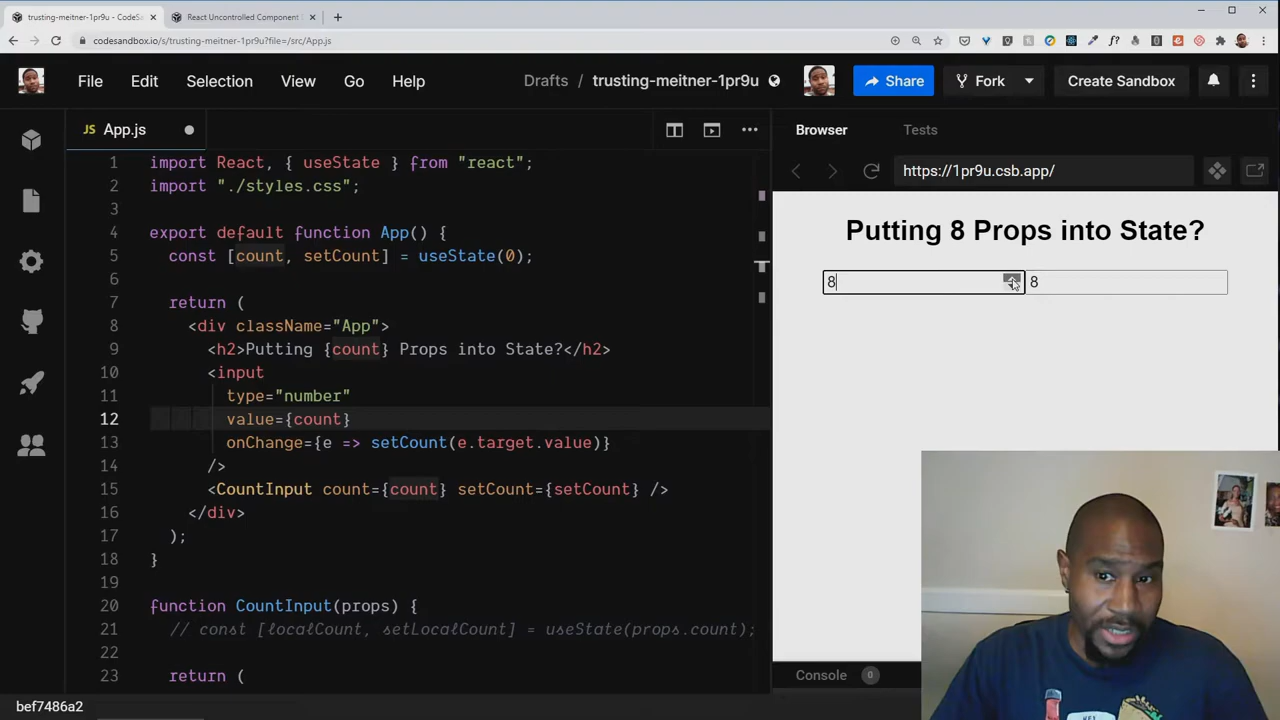 trusting-meitner-1pr9u - CodeSa
React Uncontrolled Component
codesandbox.io/s/trusting-meitner-1pr9u?file=/src/App.js
File Edit Selection View Go Help
Drafts / trusting-meitner-1pr9u
Share
Fork
Create Sandbox
JS App.js
Browser
Tests
https://1pr9u.csb.app/
1 import React, { useState } from "react";
2 import "./styles.css";
3
4 export default function App() {
5 const [count, setCount] = useState(0);
6
7 return (
8 <div className="App">
9 <h2>Putting {count} Props into State?</h2>
10 <input
11 type="number"
12 value={count}
13 onChange={e => setCount(e.target.value)}
14 />
15 <CountInput count={count} setCount={setCount} />
16 </div>
17 );
18 }
19
20 function CountInput(props) {
21 // const [localCount, setLocalCount] = useState(props.count);
22
23 return (
Putting 8 Props into State?
8
8
Console 0
bef7486a2